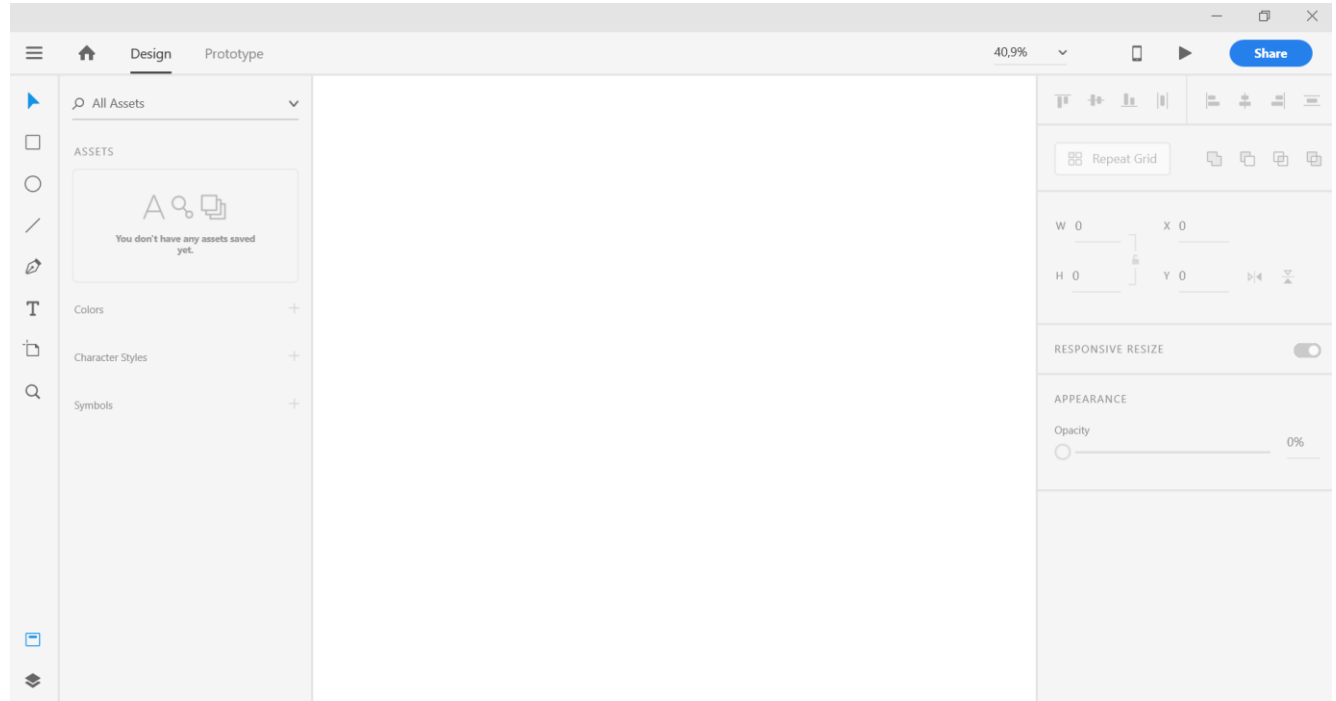 Design Prototype 40,9% Share
All Assets
ASSETS
You don't have any assets saved
yet.
Colors
Character Styles
Symbols
Repeat Grid
W 0 X 0
H 0 Y 0
RESPONSIVE RESIZE
APPEARANCE
Opacity
0%